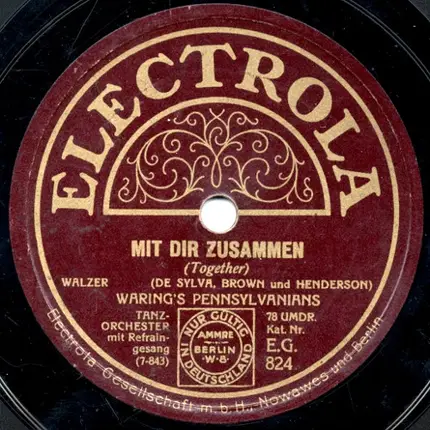 ELECTROLA
MIT DIR ZUSAMMEN
(Together)
WALZER (DE SYLVA, BROWN und HENDERSON)
WARING'S PENNSYLVANIANS
TANZ-
ORCHESTER
mit Refrain-
gesang
(7-843)
NUR GÜLTIG
IN DEUTSCHLAND
AMMRE
BERLIN
·W·8·
78 UMDR.
Kat. Nr.
E.G.
824
Electrola Gesellschaft m.b.H., Nowawes und Berlin